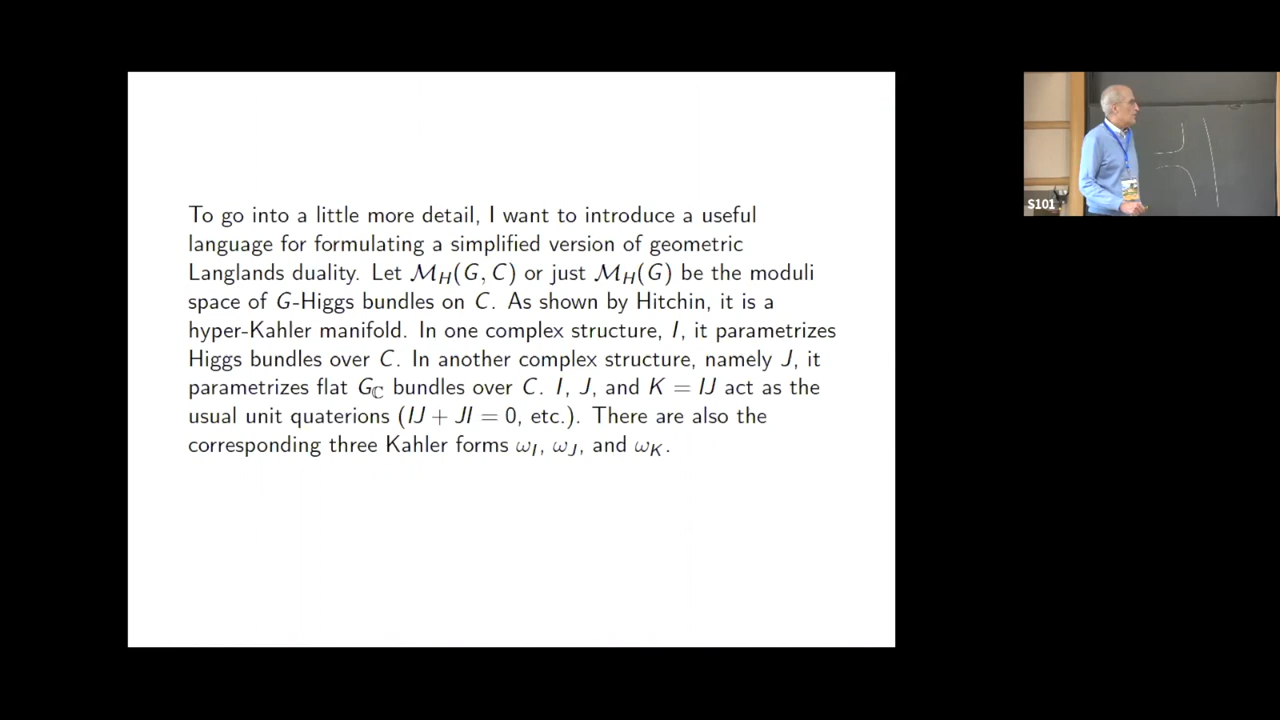 To go into a little more detail, I want to introduce a useful
language for formulating a simplified version of geometric
Langlands duality. Let ℳ_H(G, C) or just ℳ_H(G) be the moduli
space of G-Higgs bundles on C. As shown by Hitchin, it is a
hyper-Kahler manifold. In one complex structure, I, it parametrizes
Higgs bundles over C. In another complex structure, namely J, it
parametrizes flat G_ℂ bundles over C. I, J, and K = IJ act as the
usual unit quaterions (IJ + JI = 0, etc.). There are also the
corresponding three Kahler forms ω_I, ω_J, and ω_K.
S101